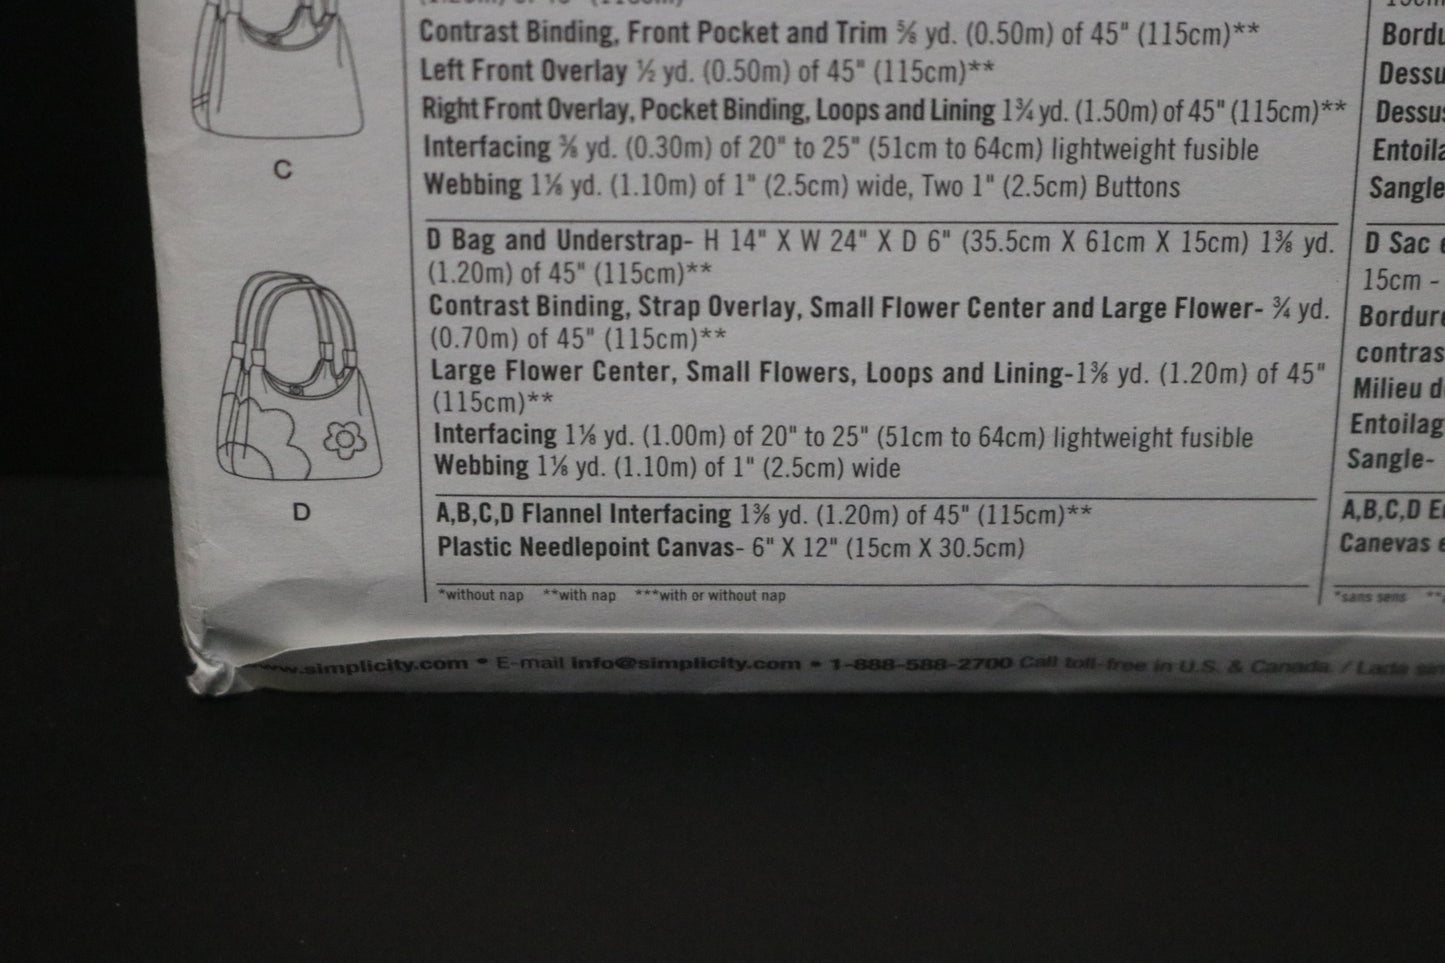 C
D
Contrast Binding, Front Pocket and Trim ⅝ yd. (0.50m) of 45" (115cm)**
Left Front Overlay ½ yd. (0.50m) of 45" (115cm)**
Right Front Overlay, Pocket Binding, Loops and Lining 1¾ yd. (1.50m) of 45" (115cm)**
Interfacing ⅜ yd. (0.30m) of 20" to 25" (51cm to 64cm) lightweight fusible
Webbing 1⅛ yd. (1.10m) of 1" (2.5cm) wide, Two 1" (2.5cm) Buttons
D Bag and Understrap- H 14" X W 24" X D 6" (35.5cm X 61cm X 15cm) 1⅜ yd.
(1.20m) of 45" (115cm)**
Contrast Binding, Strap Overlay, Small Flower Center and Large Flower- ¾ yd.
(0.70m) of 45" (115cm)**
Large Flower Center, Small Flowers, Loops and Lining-1⅜ yd. (1.20m) of 45"
(115cm)**
Interfacing 1⅛ yd. (1.00m) of 20" to 25" (51cm to 64cm) lightweight fusible
Webbing 1⅛ yd. (1.10m) of 1" (2.5cm) wide
A,B,C,D Flannel Interfacing 1⅜ yd. (1.20m) of 45" (115cm)**
Plastic Needlepoint Canvas- 6" X 12" (15cm X 30.5cm)
*without nap **with nap ***with or without nap
D Sac
15cm -
Milieu
Sangle-
A,B,C,D
Canevas
*sans sens
www.simplicity.com • E-mail info@simplicity.com • 1-888-588-2700 Call toll-free in U.S. & Canada. / Lada